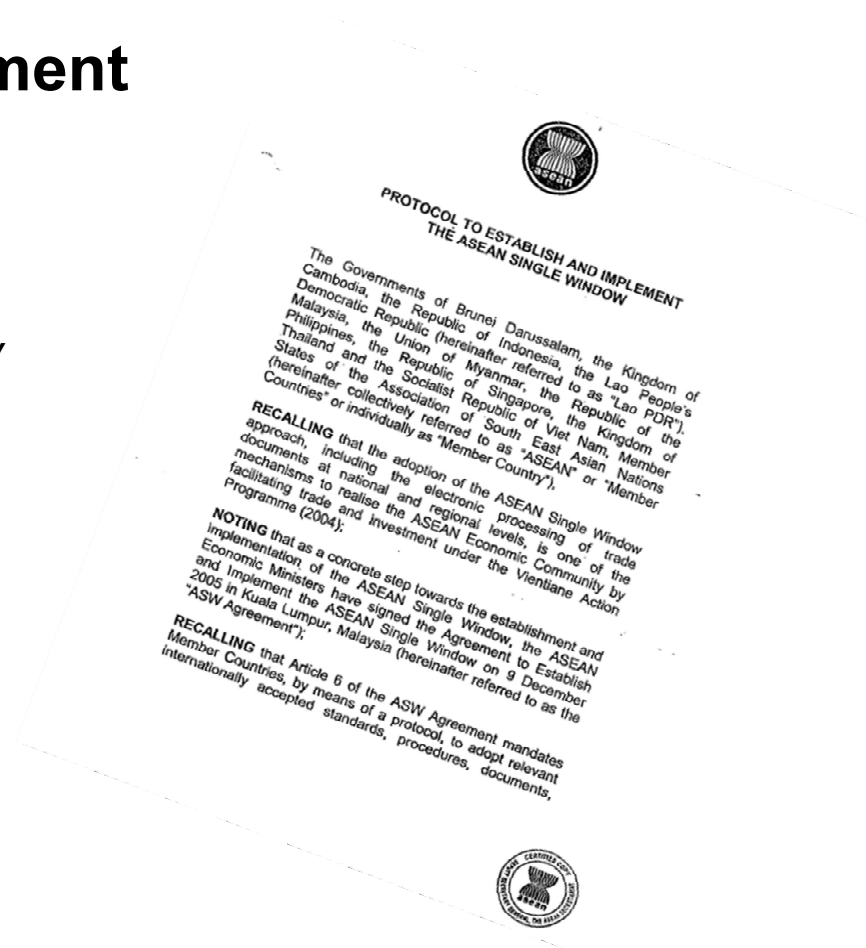 ment
asean
PROTOCOL TO ESTABLISH AND IMPLEMENT
THE ASEAN SINGLE WINDOW
The Governments of Brunei Darussalam, the Kingdom of
Cambodia, the Republic of Indonesia, the Lao People's
Democratic Republic (hereinafter referred to as "Lao PDR"),
Malaysia, the Union of Myanmar, the Republic of the
Philippines, the Republic of Singapore, the Kingdom of
Thailand and the Socialist Republic of Viet Nam, Member
States of the Association of South East Asian Nations
(hereinafter collectively referred to as "ASEAN" or "Member
Countries" or individually as "Member Country"),
RECALLING that the adoption of the ASEAN Single Window
approach, including the electronic processing of trade
documents at national and regional levels, is one of the
mechanisms to realise the ASEAN Economic Community by
facilitating trade and investment under the Vientiane Action
Programme (2004);
NOTING that as a concrete step towards the establishment and
implementation of the ASEAN Single Window, the ASEAN
Economic Ministers have signed the Agreement to Establish
and Implement the ASEAN Single Window on 9 December
2005 in Kuala Lumpur, Malaysia (hereinafter referred to as the
"ASW Agreement");
RECALLING that Article 6 of the ASW Agreement mandates
Member Countries, by means of a protocol, to adopt relevant
internationally accepted standards, procedures, documents,
CERTIFIED COPY
asean